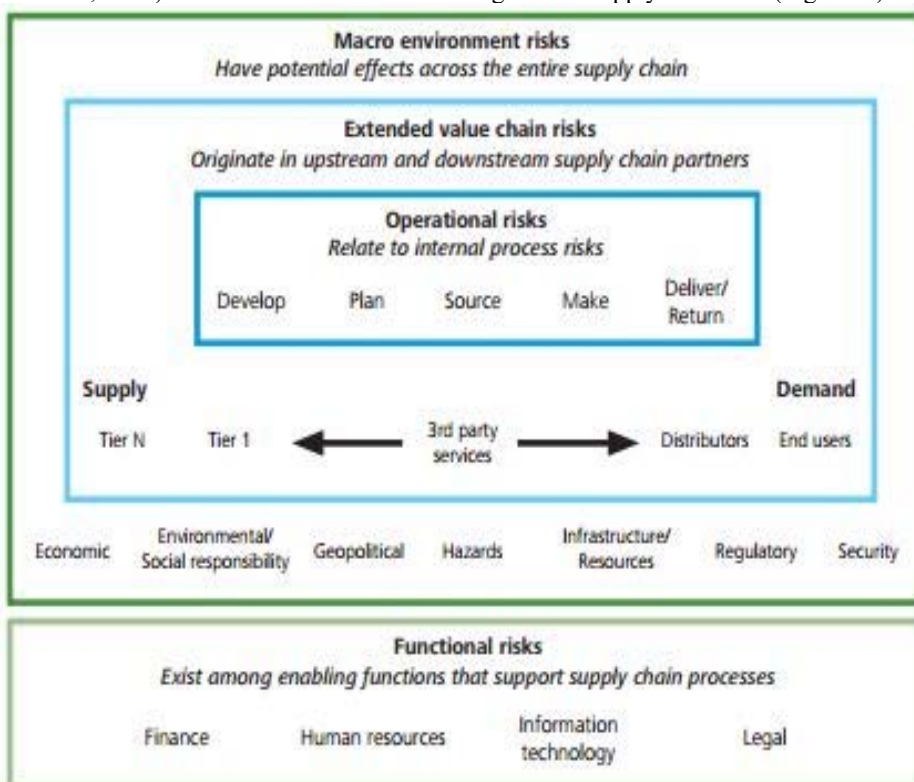 Macro environment risks
Have potential effects across the entire supply chain
Extended value chain risks
Originate in upstream and downstream supply chain partners
Operational risks
Relate to internal process risks
Develop Plan Source Make Deliver/
Return
Supply Demand
Tier N Tier 1 3rd party
services Distributors End users
Economic Environmental/
Social responsibility Geopolitical Hazards Infrastructure/
Resources Regulatory Security
Functional risks
Exist among enabling functions that support supply chain processes
Finance Human resources Information
technology Legal